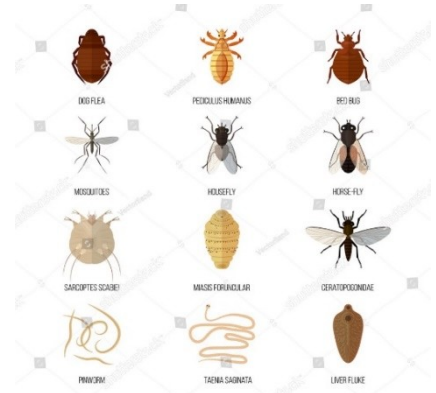 DOG FLEA
PEDICULUS HUMANUS
BED BUG
MOSQUITOES
HOUSEFLY
HORSE-FLY
SARCOPTES SCABIEI
MIASIS FORUNCULAR
CERATOPOGONIDAE
PINWORM
TAENIA SAGINATA
LIVER FLUKE